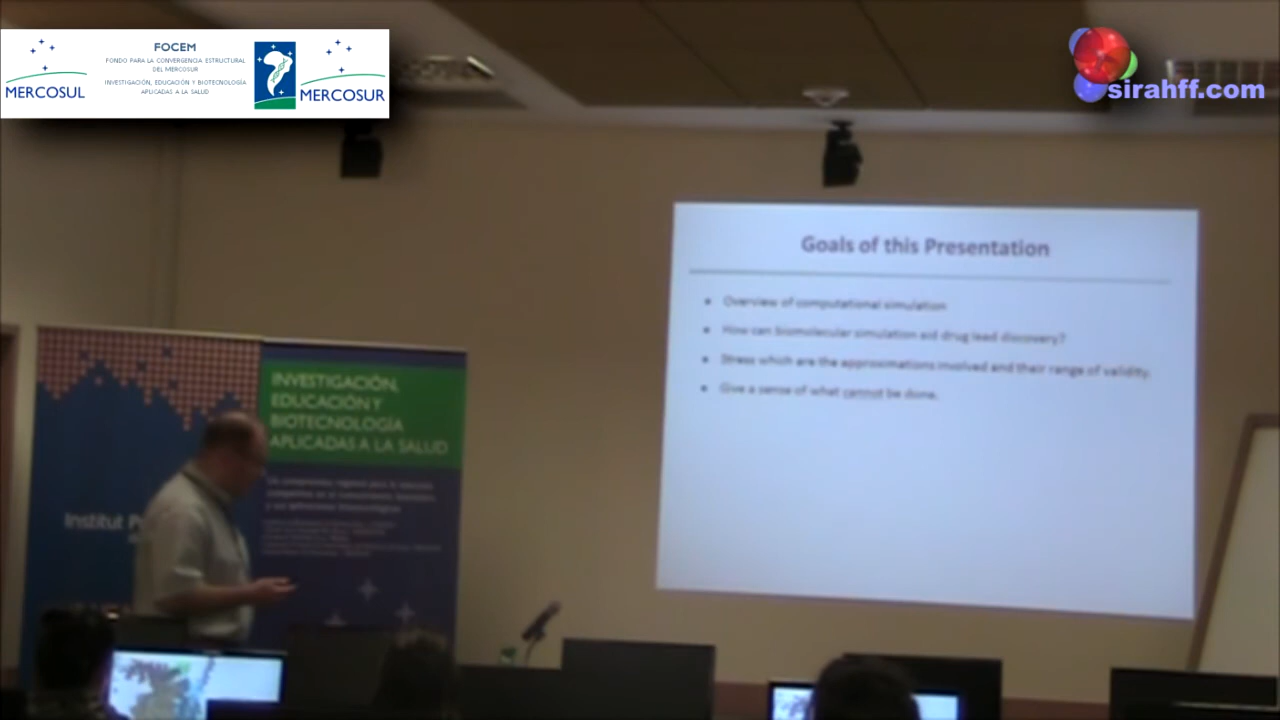 FOCEM
FONDO PARA LA CONVERGENCIA ESTRUCTURAL
DEL MERCOSUR
INVESTIGACIÓN, EDUCACIÓN Y BIOTECNOLOGÍA
APLICADAS A LA SALUD
MERCOSUL
MERCOSUR
sirahff.com
Goals of this Presentation
• Overview of computational simulation
• How can biomolecular simulation aid drug lead discovery?
• Stress which are the approximations involved and their range of validity.
• Give a sense of what cannot be done.
INVESTIGACIÓN,
EDUCACIÓN Y
BIOTECNOLOGÍA
APLICADAS A LA SALUD
Institut